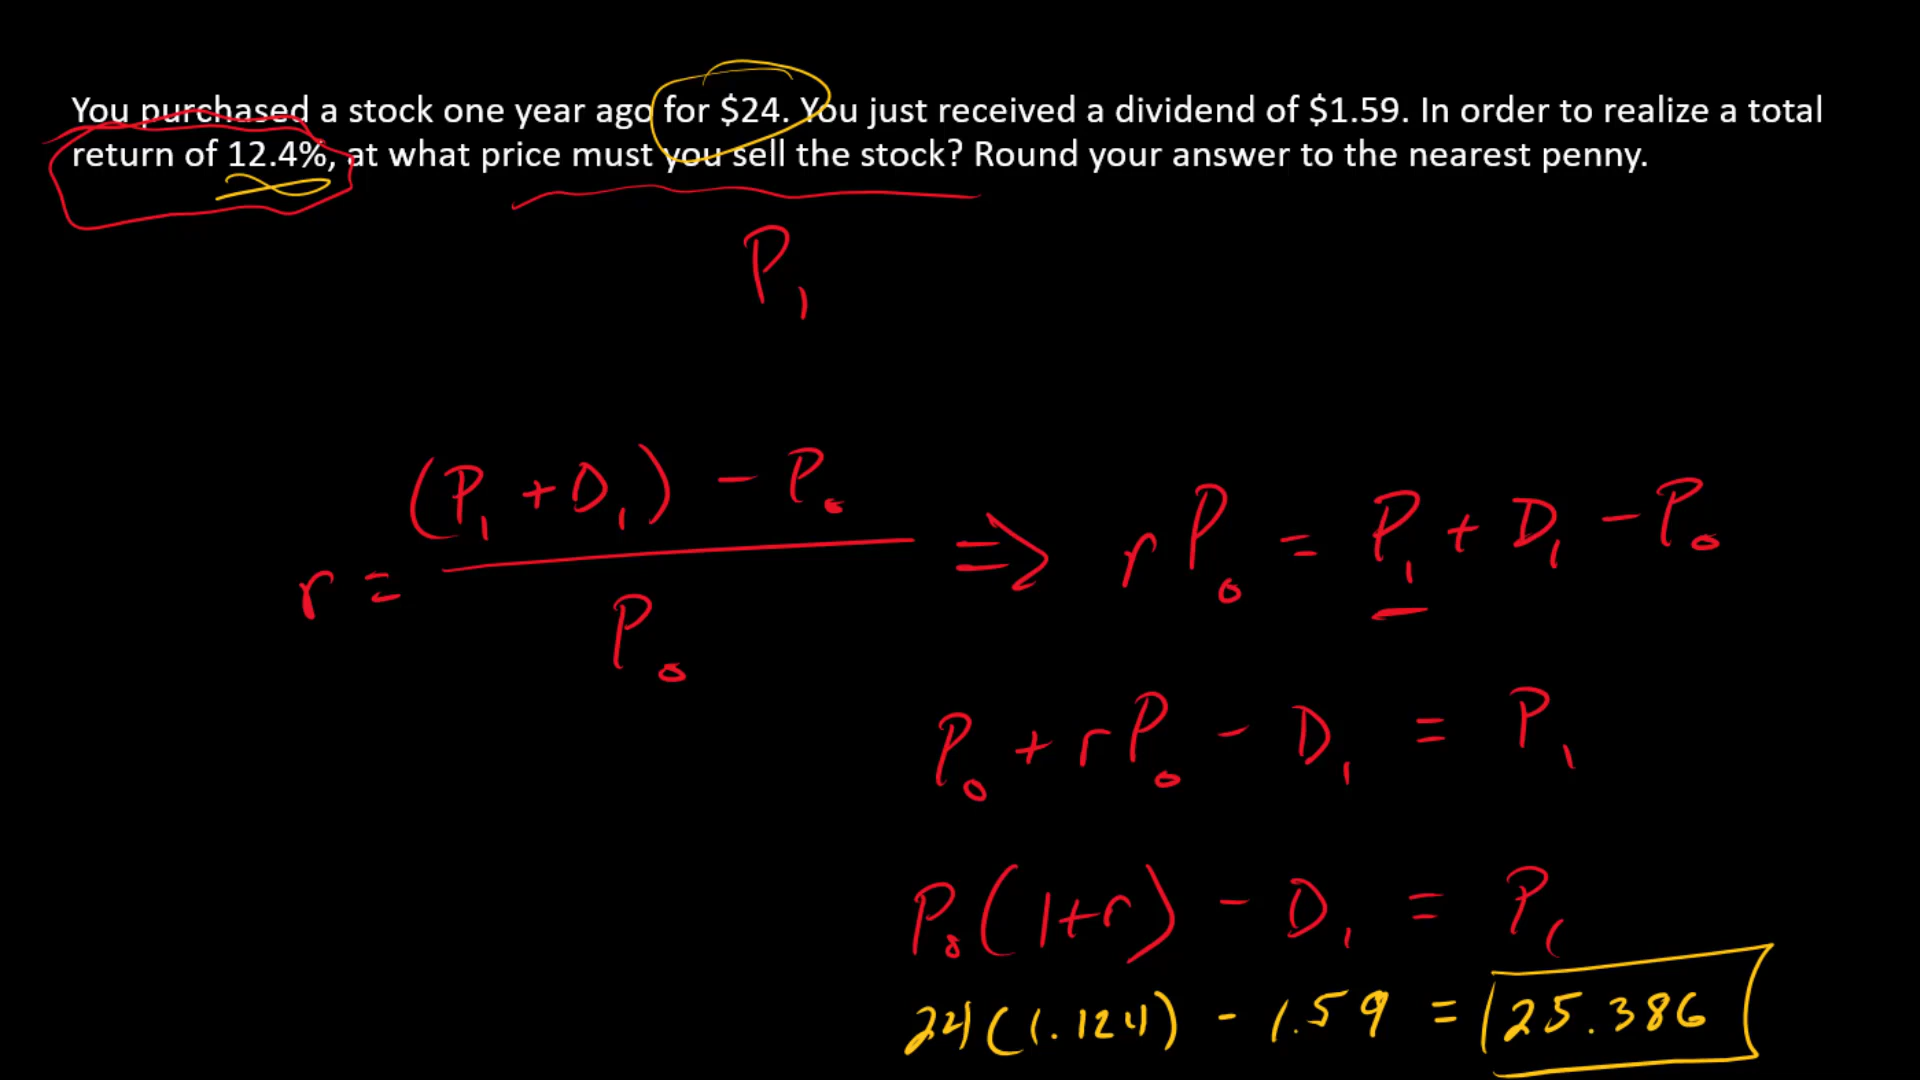 You purchased a stock one year ago for $24. You just received a dividend of $1.59. In order to realize a total
return of 12.4%, at what price must you sell the stock? Round your answer to the nearest penny.
P₁
r = ((P₁ + D₁) - P₀) / P₀ ⇒ rP₀ = P₁ + D₁ - P₀
P₀ + rP₀ - D₁ = P₁
P₀(1+r) - D₁ = P₁
24(1.124) - 1.59 = 25.386